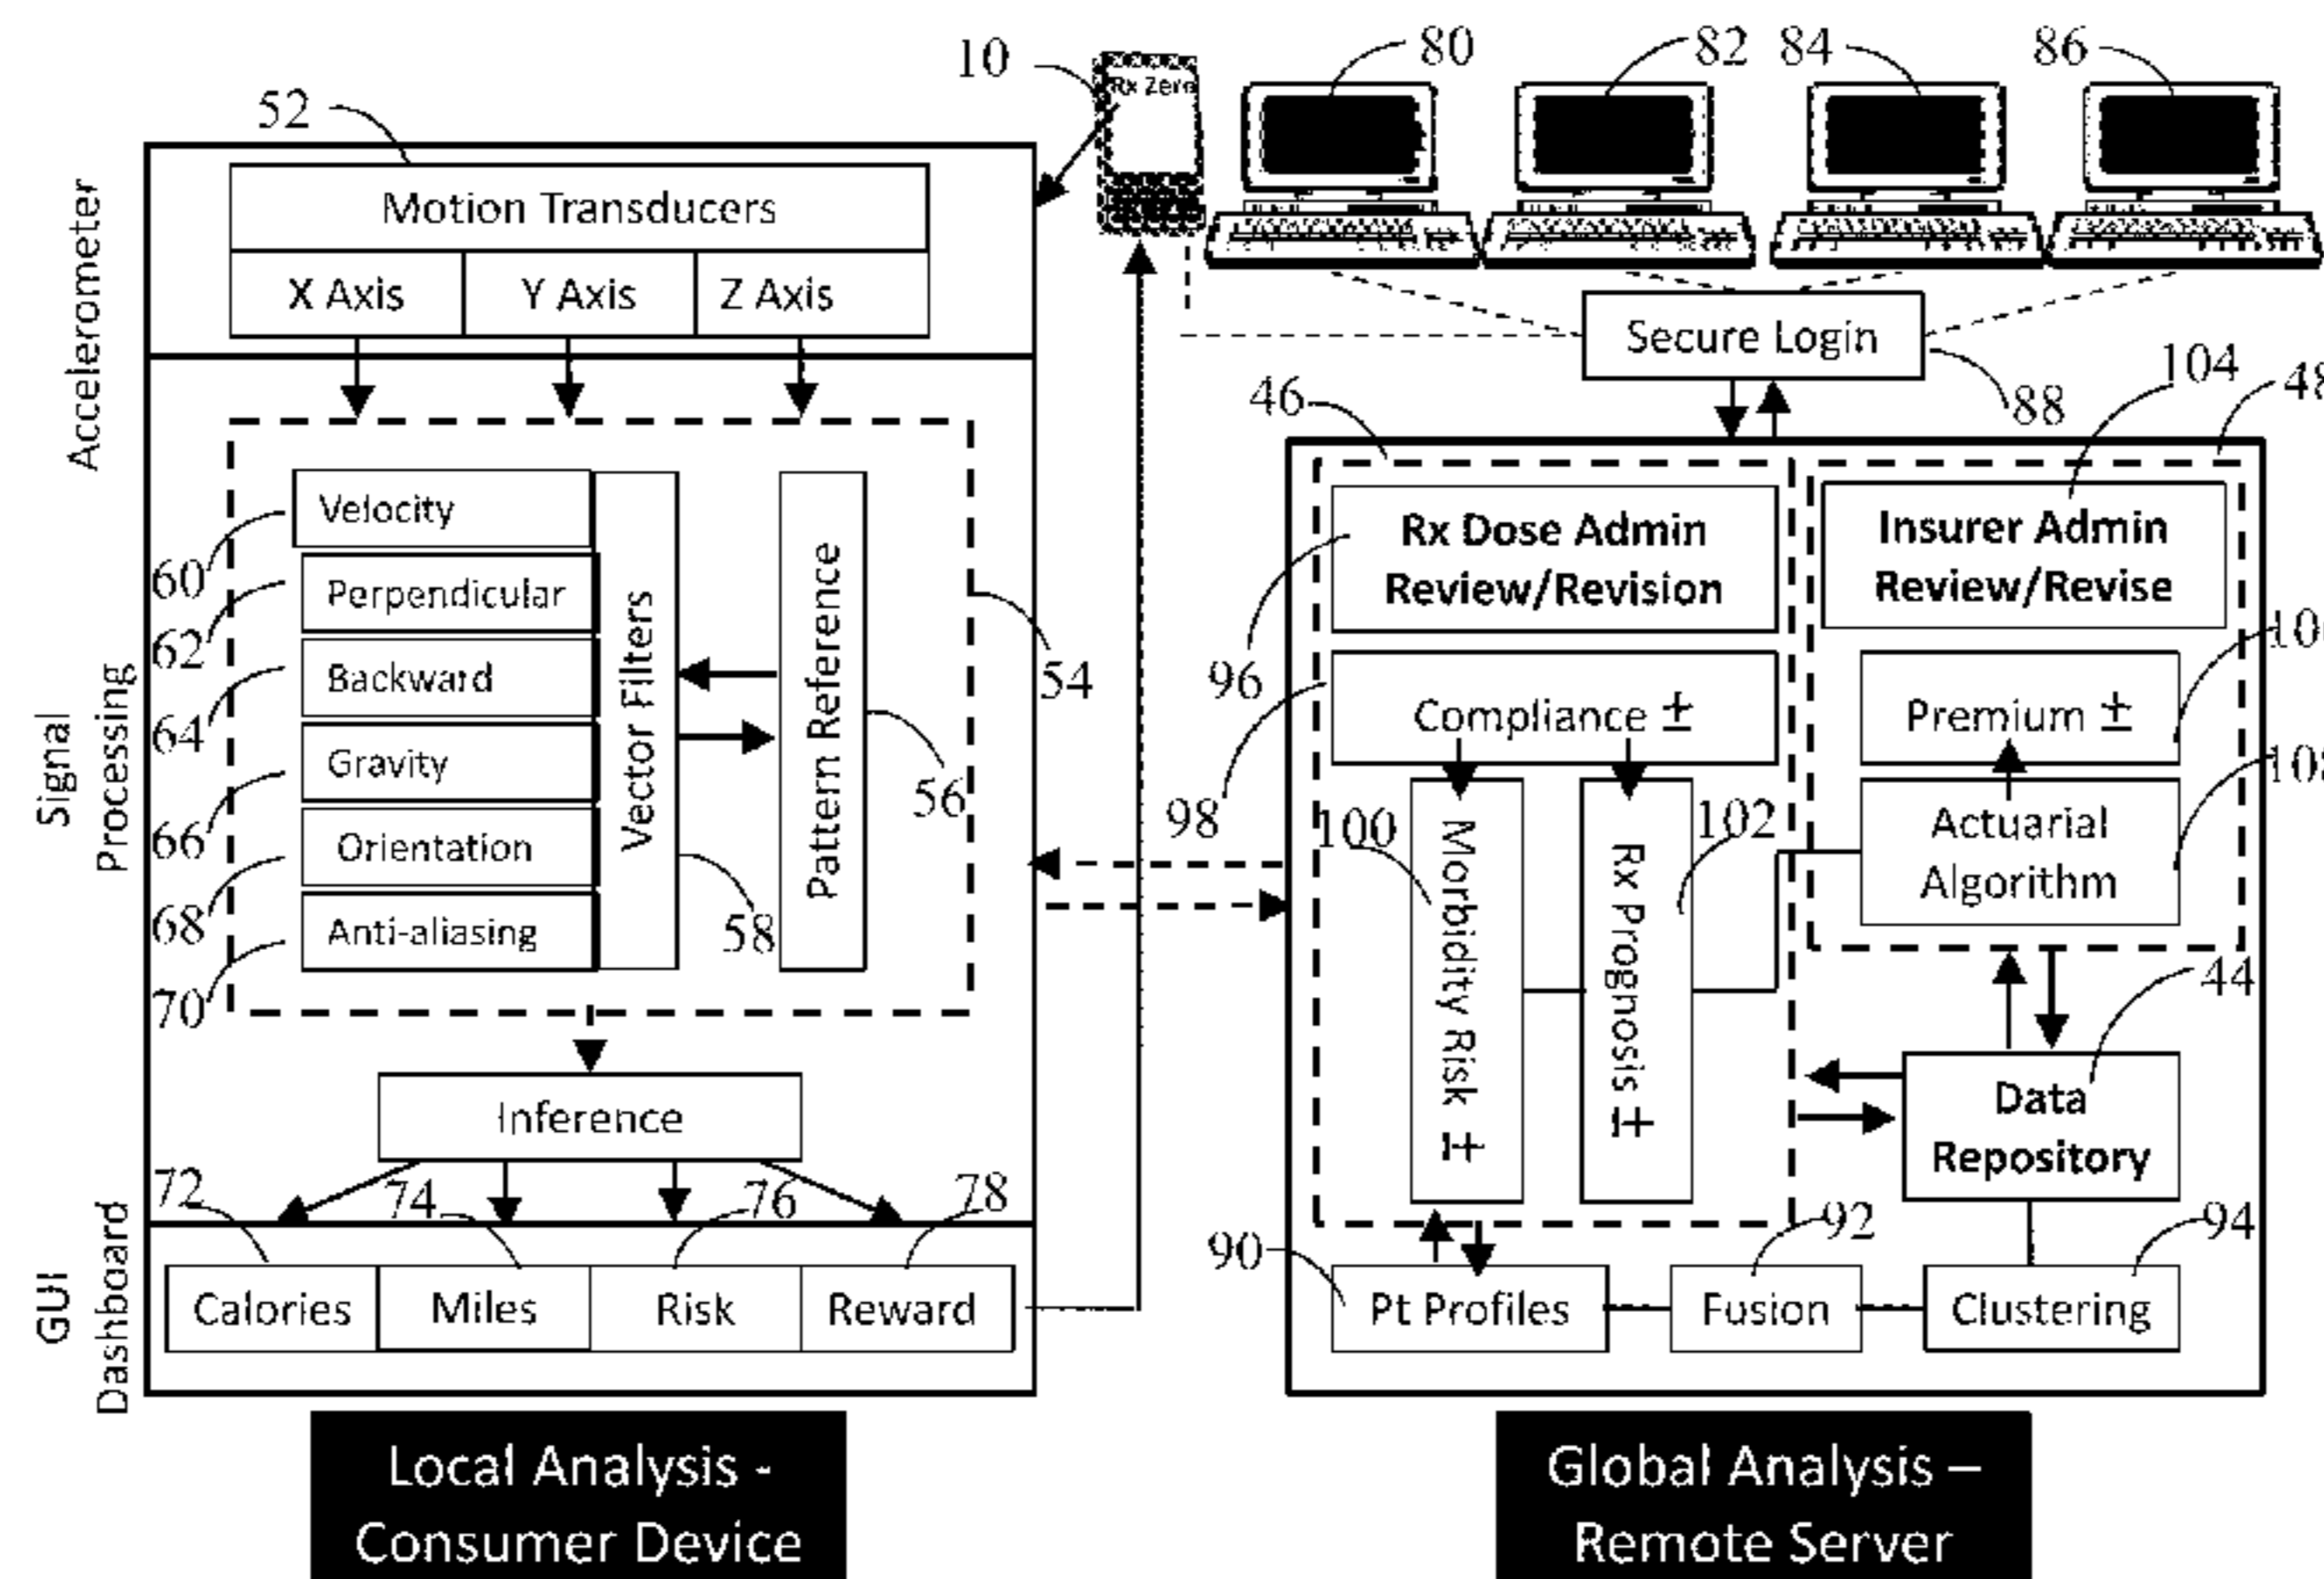 10
Rx Zero
80
82
84
86
52
Accelerometer
Motion Transducers
X Axis
Y Axis
Z Axis
Secure Login
88
Signal
Processing
Velocity
Perpendicular
Backward
Gravity
Orientation
Anti-aliasing
60
62
64
66
68
70
Vector Filters
58
Pattern Reference
56
54
Inference
GUI
Dashboard
72
74
76
78
Calories
Miles
Risk
Reward
46
104
48
Rx Dose Admin
Review/Revision
96
Insurer Admin
Review/Revise
Compliance ±
98
Premium ±
100
Morbidity Risk ±
102
Rx Prognosis ±
Actuarial
Algorithm
44
Data
Repository
90
92
94
Pt Profiles
Fusion
Clustering
Local Analysis -
Consumer Device
Global Analysis –
Remote Server